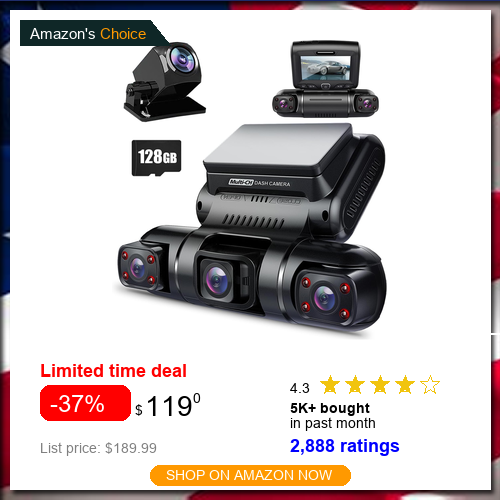 Amazon's Choice
128GB
Multi-CH DASH CAMERA
Limited time deal
-37%
$ 119 0
List price: $189.99
4.3
5K+ bought
in past month
2,888 ratings
SHOP ON AMAZON NOW